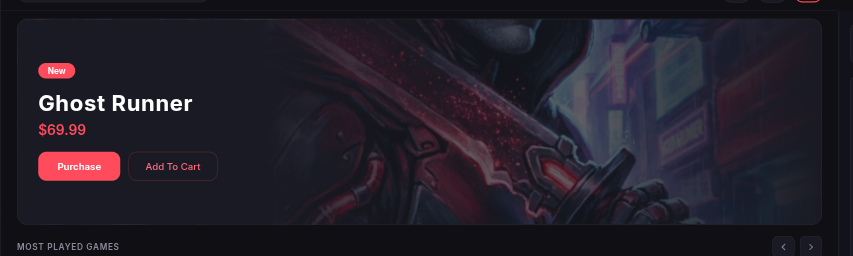 New
Ghost Runner
$69.99
Purchase
Add To Cart
MOST PLAYED GAMES